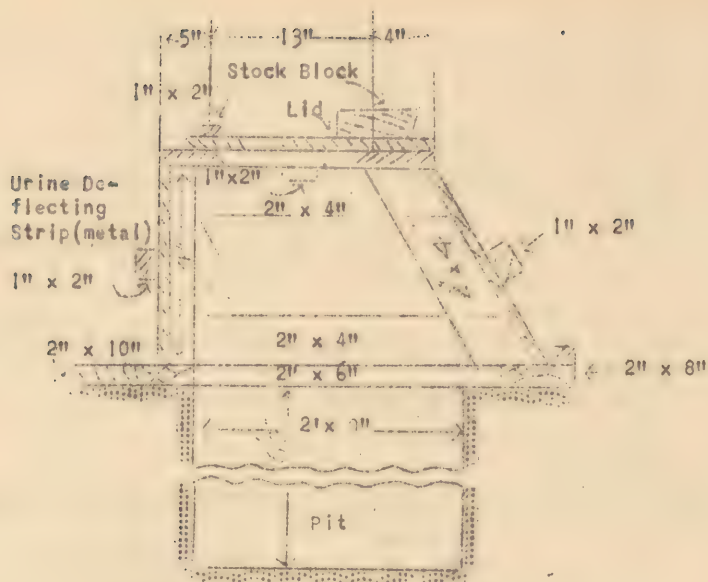 5" 13" 4"
Stock Block
1" x 2"
Lid
1"x2"
Urine De-
flecting
Strip(metal)
2" x 4"
1" x 2"
1" x 2"
2" x 10"
2" x 4"
2" x 6"
2" x 8"
Pit